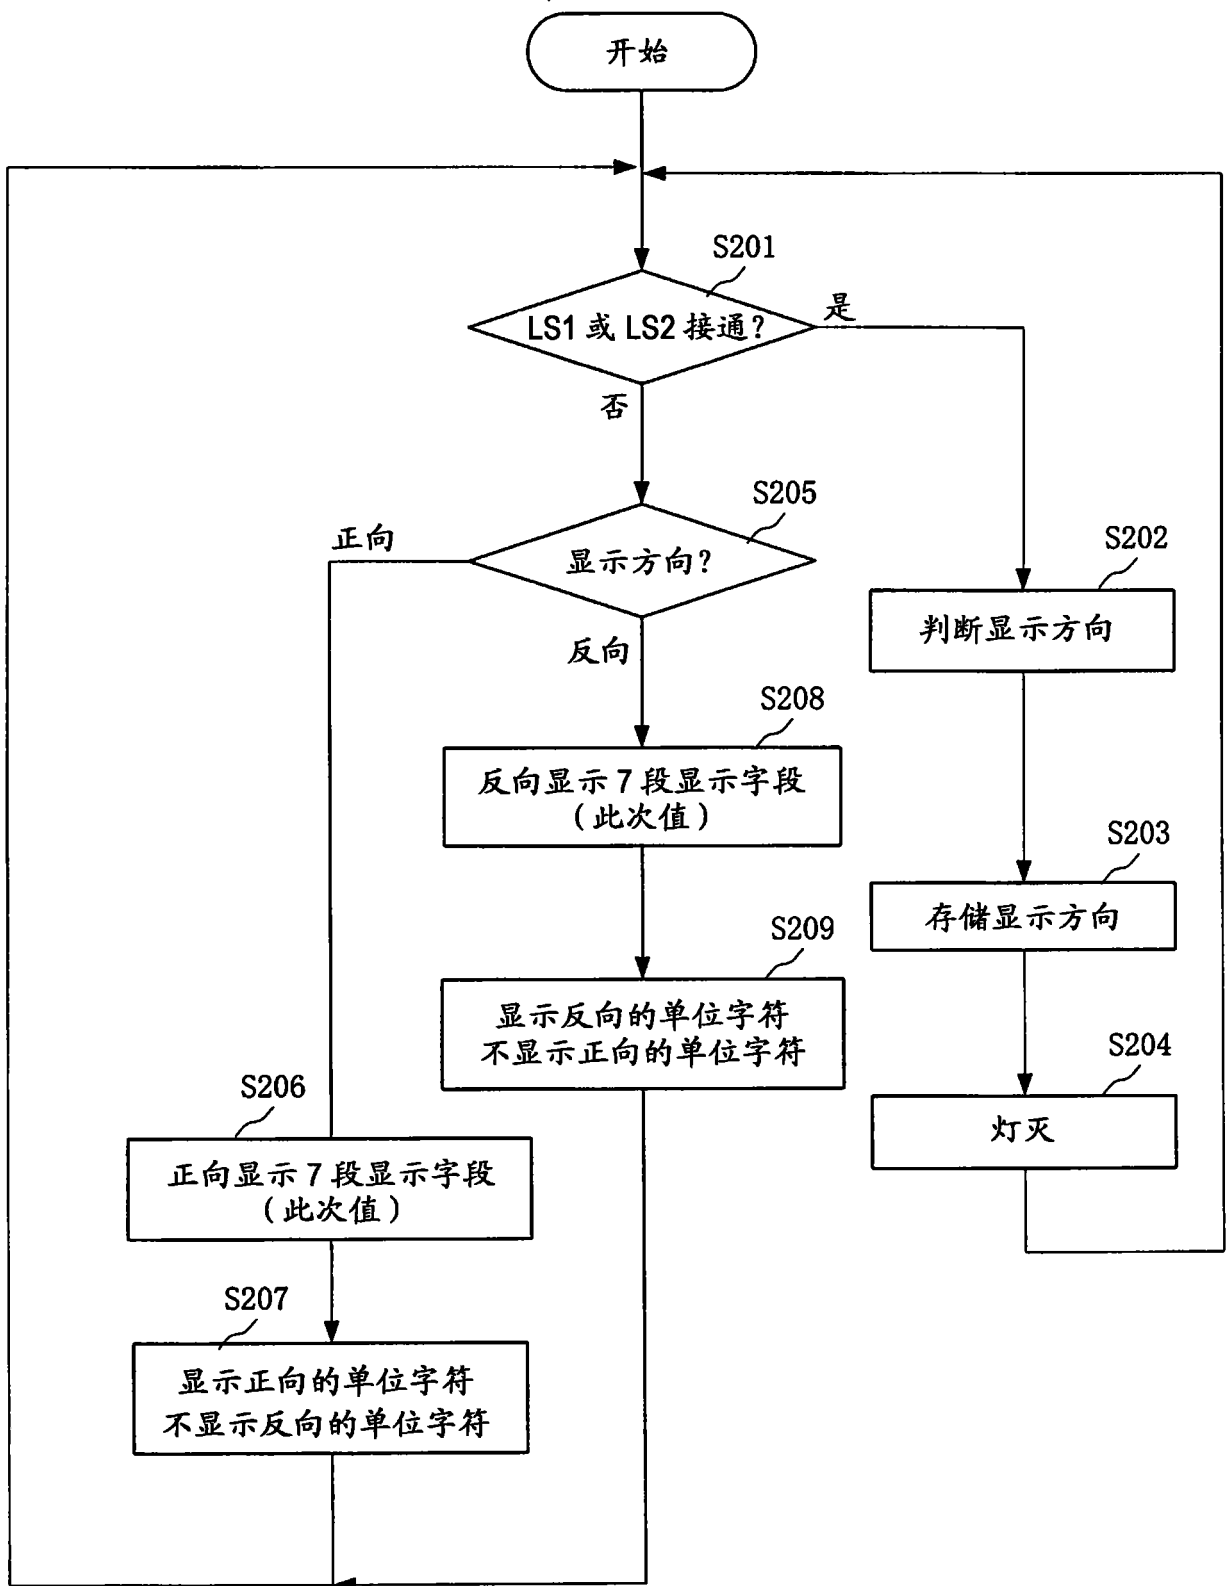 开始
S201
LS1 或 LS2 接通?
是
否
S205
显示方向?
正向
反向
S202
判断显示方向
S208
反向显示 7 段显示字段
(此次值)
S203
存储显示方向
S209
显示反向的单位字符
不显示正向的单位字符
S204
灯灭
S206
正向显示 7 段显示字段
(此次值)
S207
显示正向的单位字符
不显示反向的单位字符